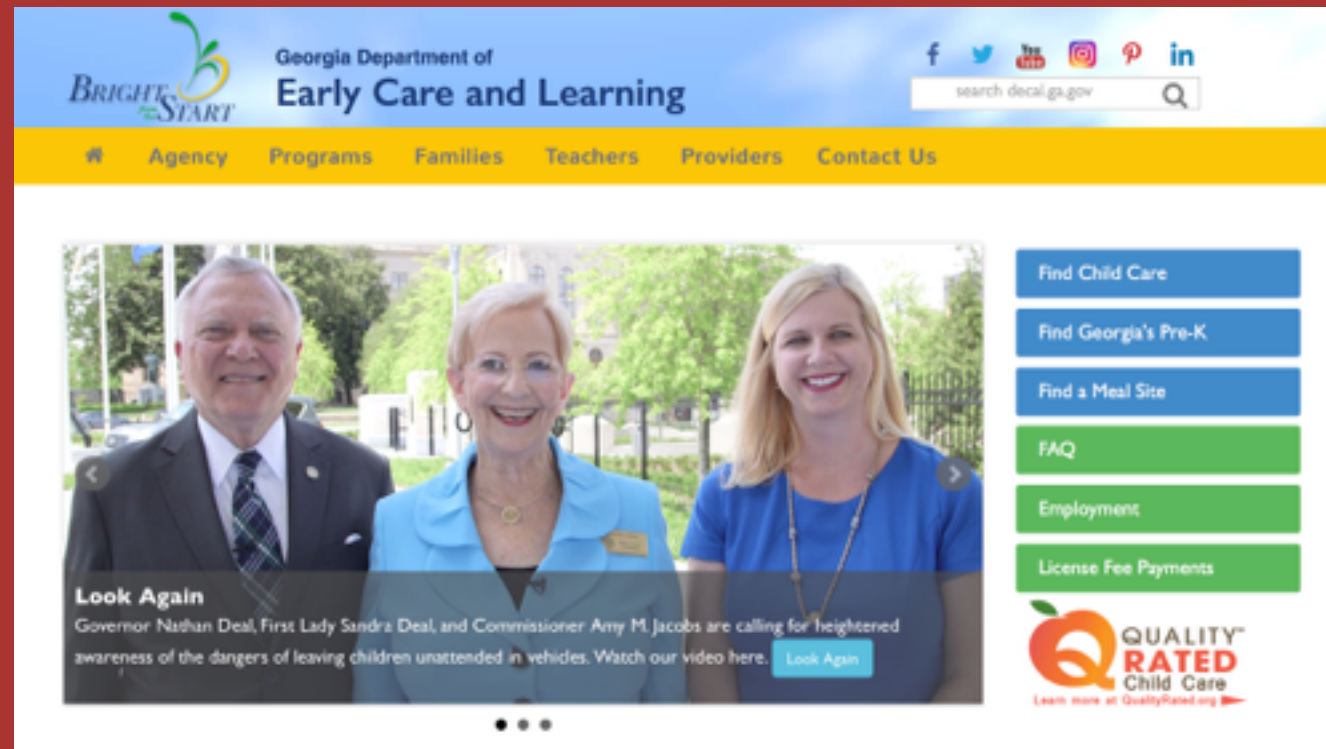 BRIGHT
from the
START
Georgia Department of
Early Care and Learning
f You Tube in
search decal.ga.gov
Agency Programs Families Teachers Providers Contact Us
Find Child Care
Find Georgia's Pre-K
Find a Meal Site
FAQ
Employment
License Fee Payments
Look Again
Governor Nathan Deal, First Lady Sandra Deal, and Commissioner Amy M. Jacobs are calling for heightened
awareness of the dangers of leaving children unattended in vehicles. Watch our video here. Look Again
QUALITY™
RATED
Child Care
Learn more at QualityRated.org